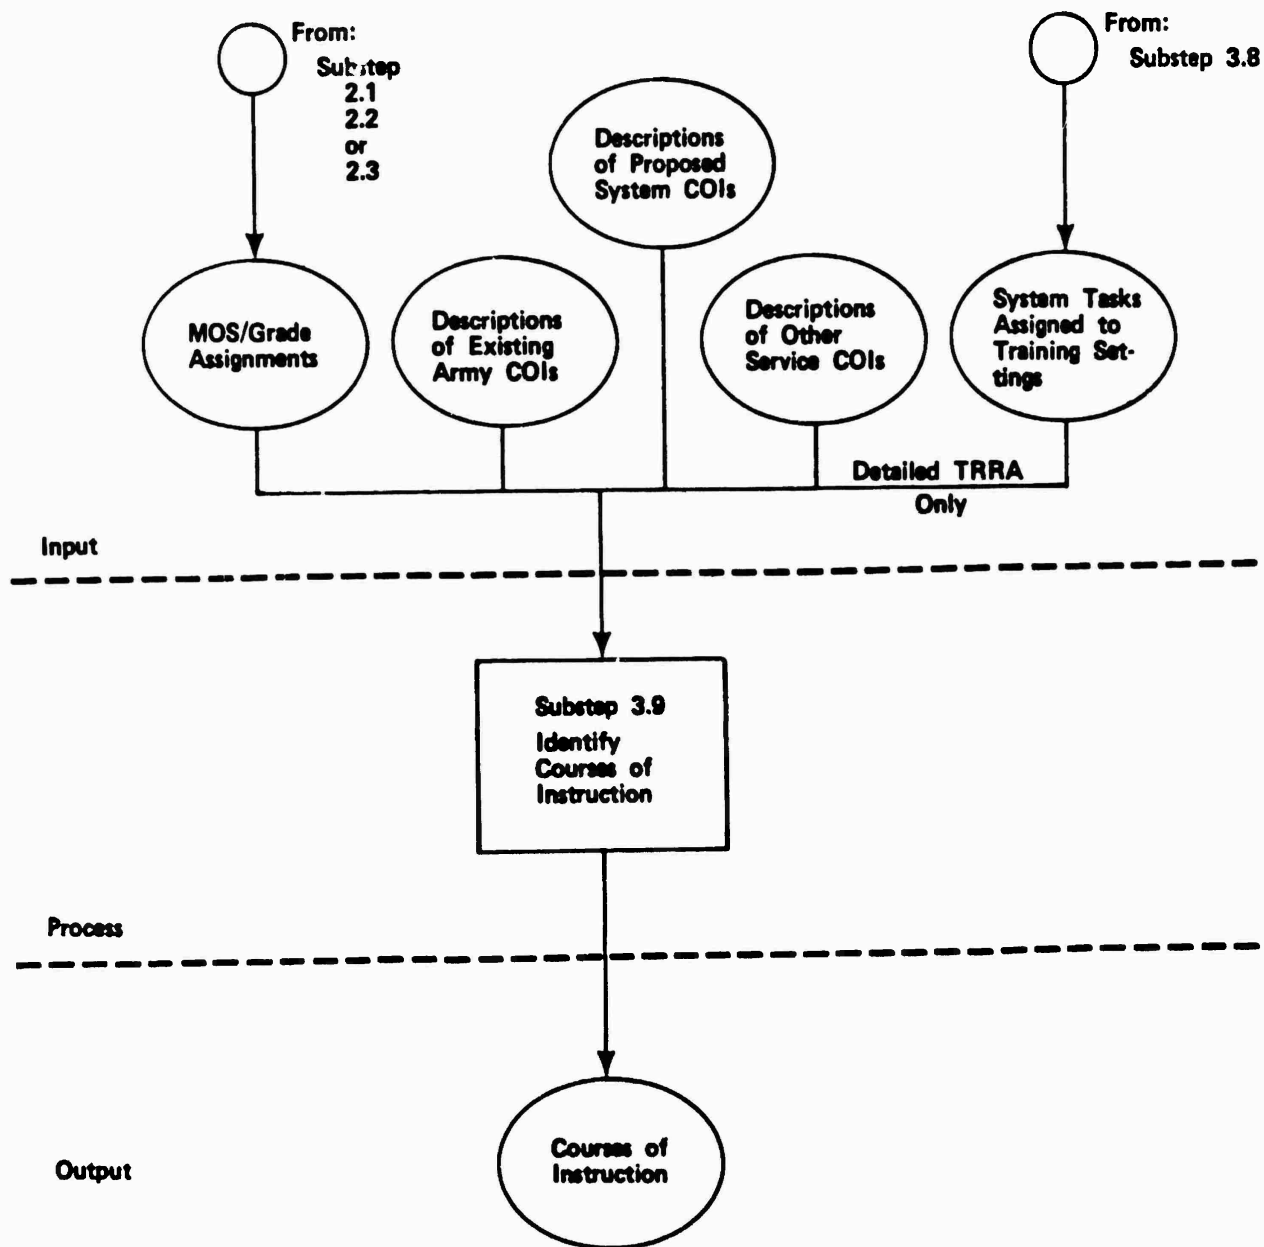 From:
Substep
2.1
2.2
or
2.3
From:
Substep 3.8
Descriptions
of Proposed
System COIs
MOS/Grade
Assignments
Descriptions
of Existing
Army COIs
Descriptions
of Other
Service COIs
System Tasks
Assigned to
Training Set-
tings
Detailed TRRA
Only
Input
Substep 3.9
Identify
Courses of
Instruction
Process
Courses of
Instruction
Output